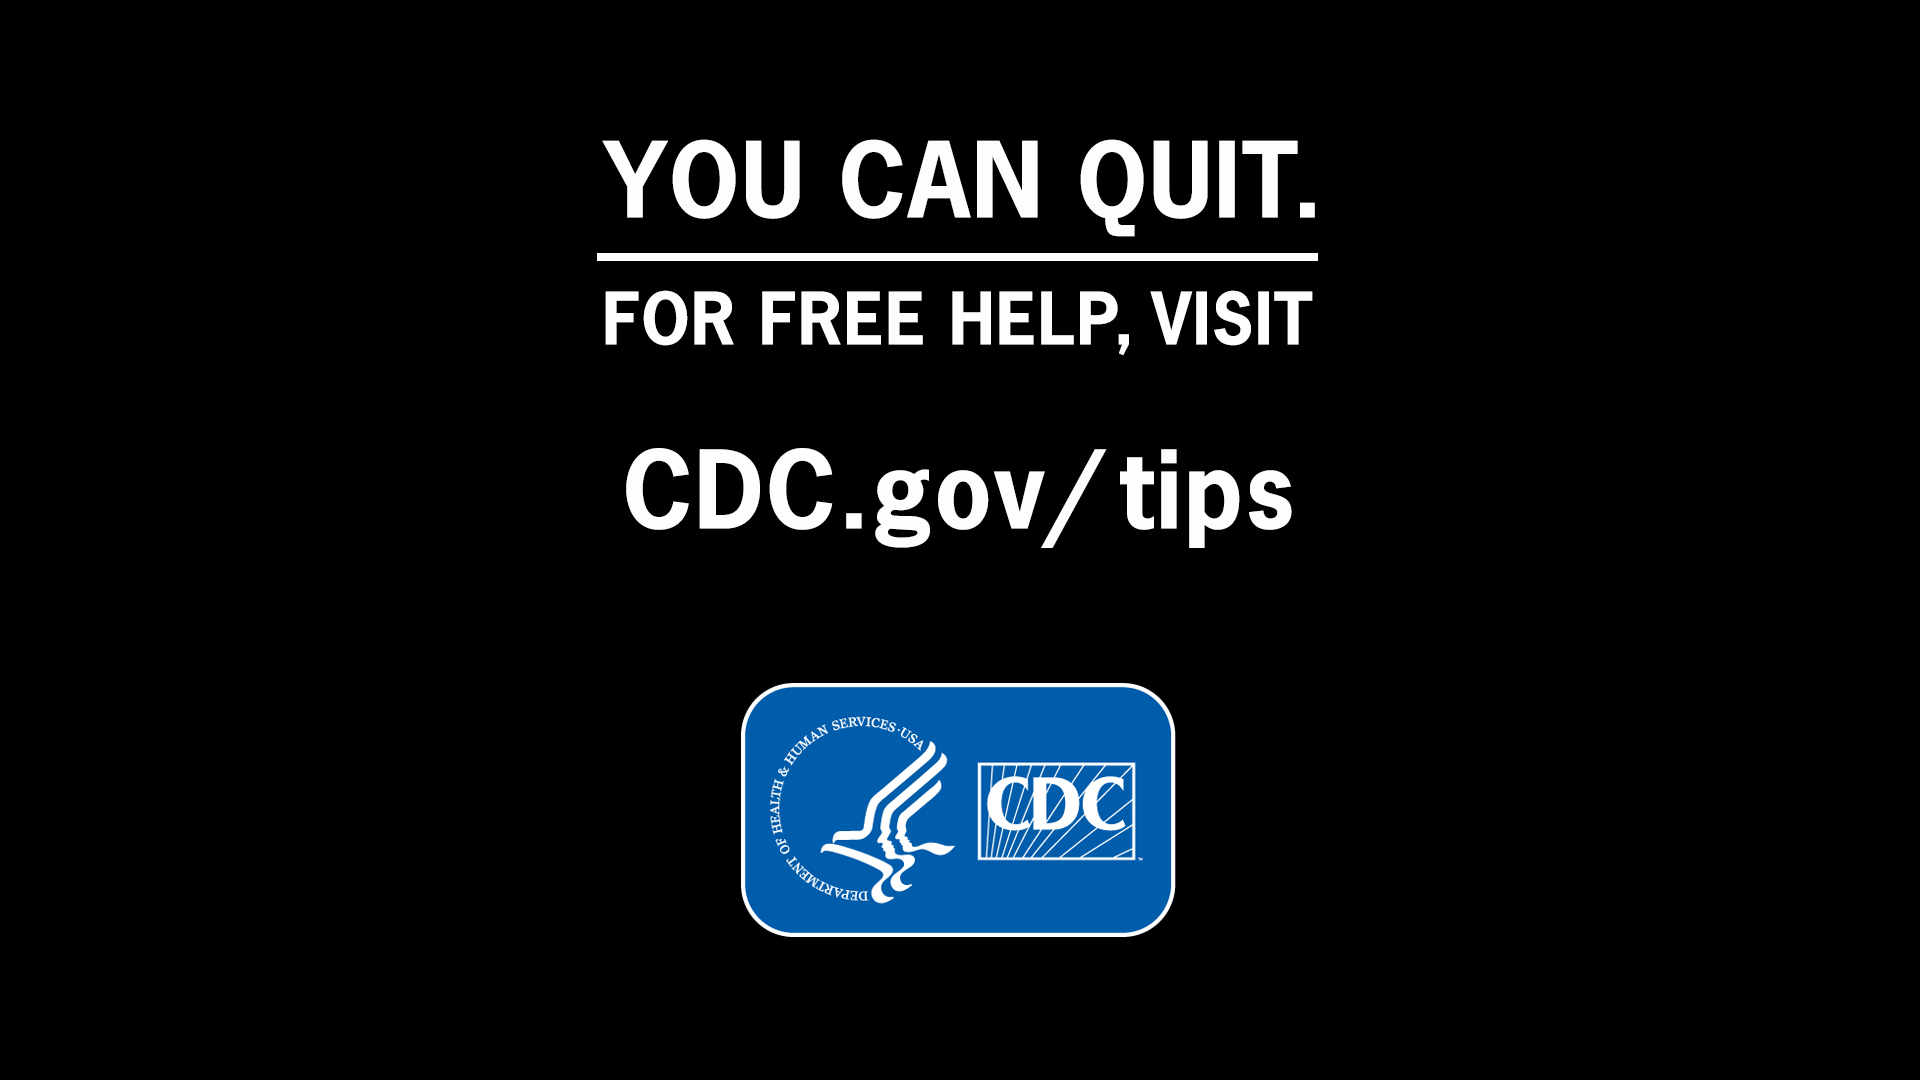 YOU CAN QUIT.
FOR FREE HELP, VISIT
CDC.gov/tips
DEPARTMENT OF HEALTH & HUMAN SERVICES·USA
CDC